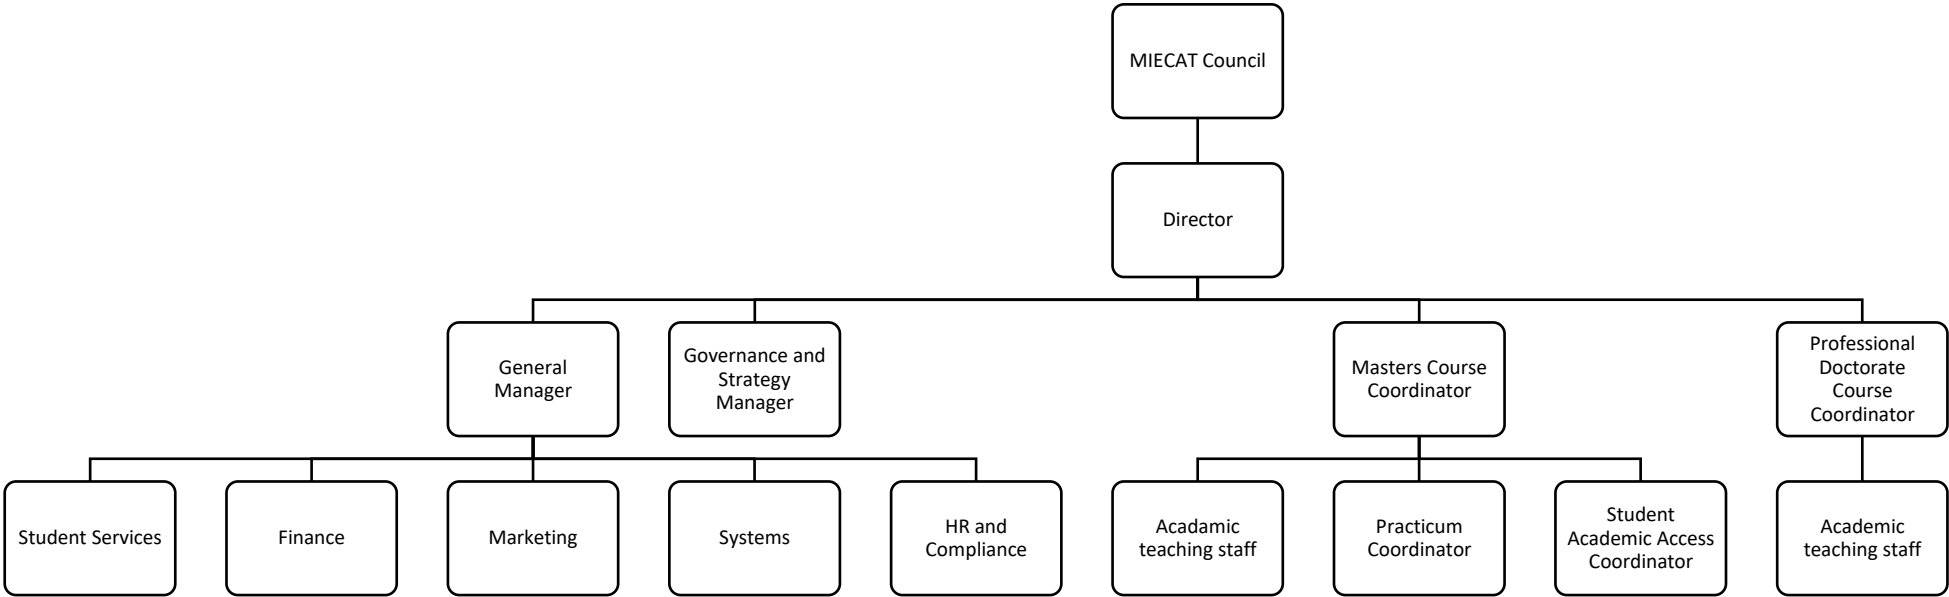 MIECAT Council
Director
General
Manager
Governance and
Strategy
Manager
Masters Course
Coordinator
Professional
Doctorate
Course
Coordinator
Student Services
Finance
Marketing
Systems
HR and
Compliance
Acadamic
teaching staff
Practicum
Coordinator
Student
Academic Access
Coordinator
Academic
teaching staff